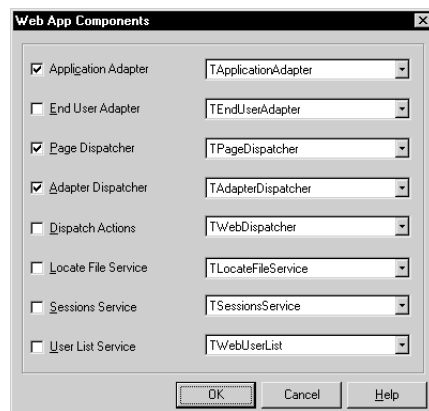 Web App Components
Application Adapter TApplicationAdapter
End User Adapter TEndUserAdapter
Page Dispatcher TPageDispatcher
Adapter Dispatcher TAdapterDispatcher
Dispatch Actions TWebDispatcher
Locate File Service TLocateFileService
Sessions Service TSessionsService
User List Service TWebUserList
OK Cancel Help